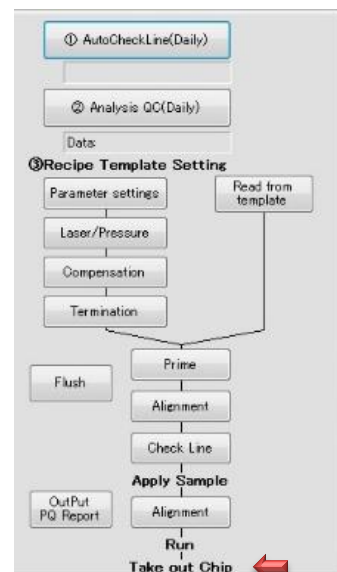 ① AutoCheckLine(Daily)
② Analysis QC(Daily)
Data:
③Recipe Template Setting
Parameter settings
Read from
template
Laser/Pressure
Compensation
Termination
Prime
Flush
Alignment
Check Line
Apply Sample
OutPut
PQ Report
Alignment
Run
Take out Chip